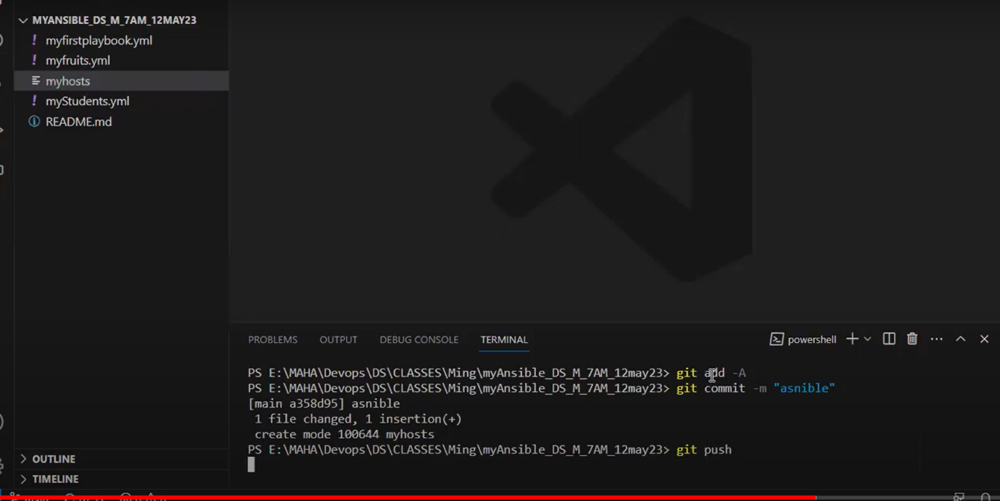 MYANSIBLE_DS_M_7AM_12MAY23
! myfirstplaybook.yml
! myfruits.yml
myhosts
! myStudents.yml
README.md
OUTLINE
TIMELINE
PROBLEMS OUTPUT DEBUG CONSOLE TERMINAL powershell
PS E:\MAHA\Devops\DS\CLASSES\Ming\myAnsible_DS_M_7AM_12may23> git add -A
PS E:\MAHA\Devops\DS\CLASSES\Ming\myAnsible_DS_M_7AM_12may23> git commit -m "asnible"
[main a358d95] asnible
1 file changed, 1 insertion(+)
create mode 100644 myhosts
PS E:\MAHA\Devops\DS\CLASSES\Ming\myAnsible_DS_M_7AM_12may23> git push